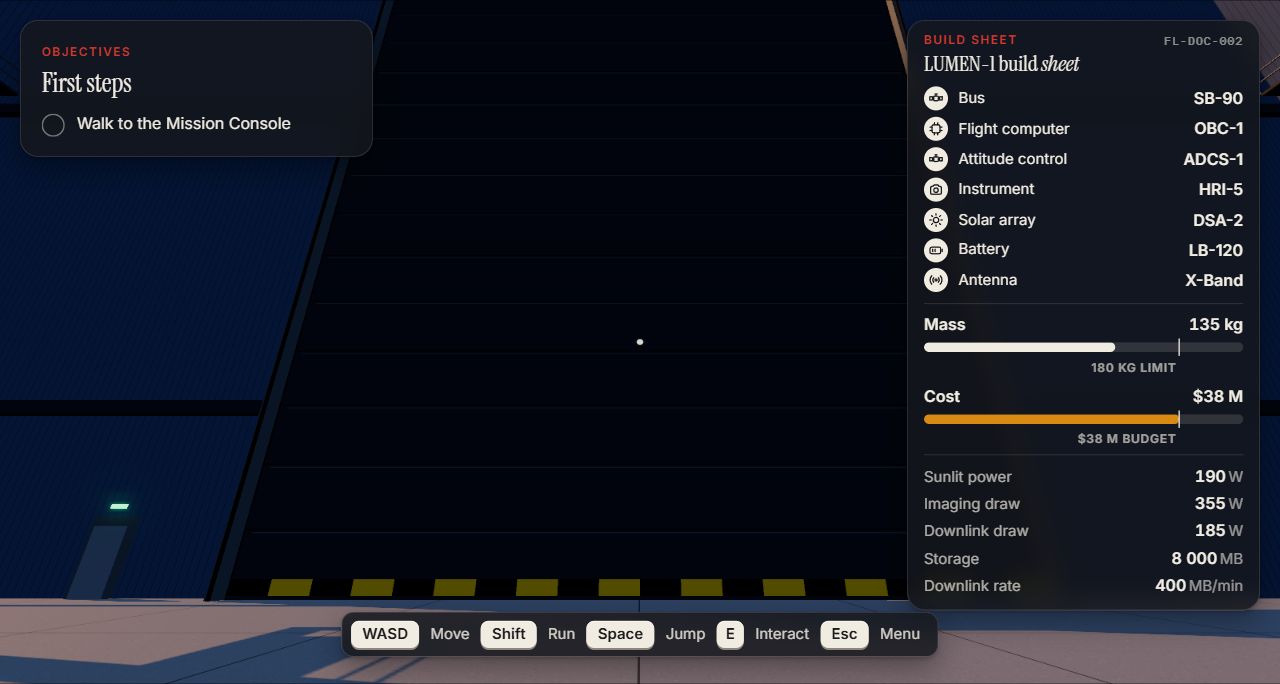 OBJECTIVES
First steps
Walk to the Mission Console
BUILD SHEET FL-DOC-002
LUMEN-1 build sheet
Bus SB-90
Flight computer OBC-1
Attitude control ADCS-1
Instrument HRI-5
Solar array DSA-2
Battery LB-120
Antenna X-Band
Mass 135 kg
180 KG LIMIT
Cost $38 M
$38 M BUDGET
Sunlit power 190 W
Imaging draw 355 W
Downlink draw 185 W
Storage 8 000 MB
Downlink rate 400 MB/min
WASD Move Shift Run Space Jump E Interact Esc Menu